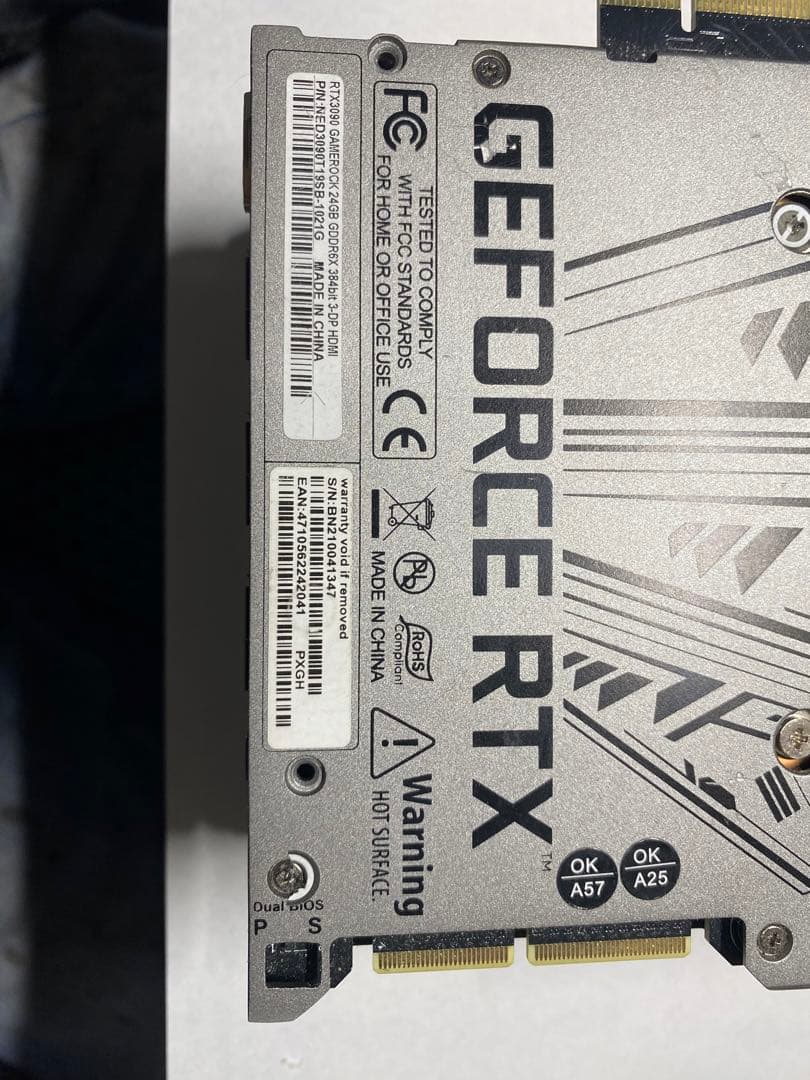 RTX3090 GAMEROCK 24GB GDDR6X 384bit 3-DP HDMI
P/N:NED3090T19SB-1021G MADE IN CHINA
warranty void if removed
S/N:BN210041347
EAN:4710562242041 PXGH
FC
TESTED TO COMPLY
WITH FCC STANDARDS
FOR HOME OR OFFICE USE
CE
Pb
RoHS
Compliant
MADE IN CHINA
Warning
HOT SURFACE.
GEFORCE RTX™
OK
A57
OK
A25
Dual BIOS
P S